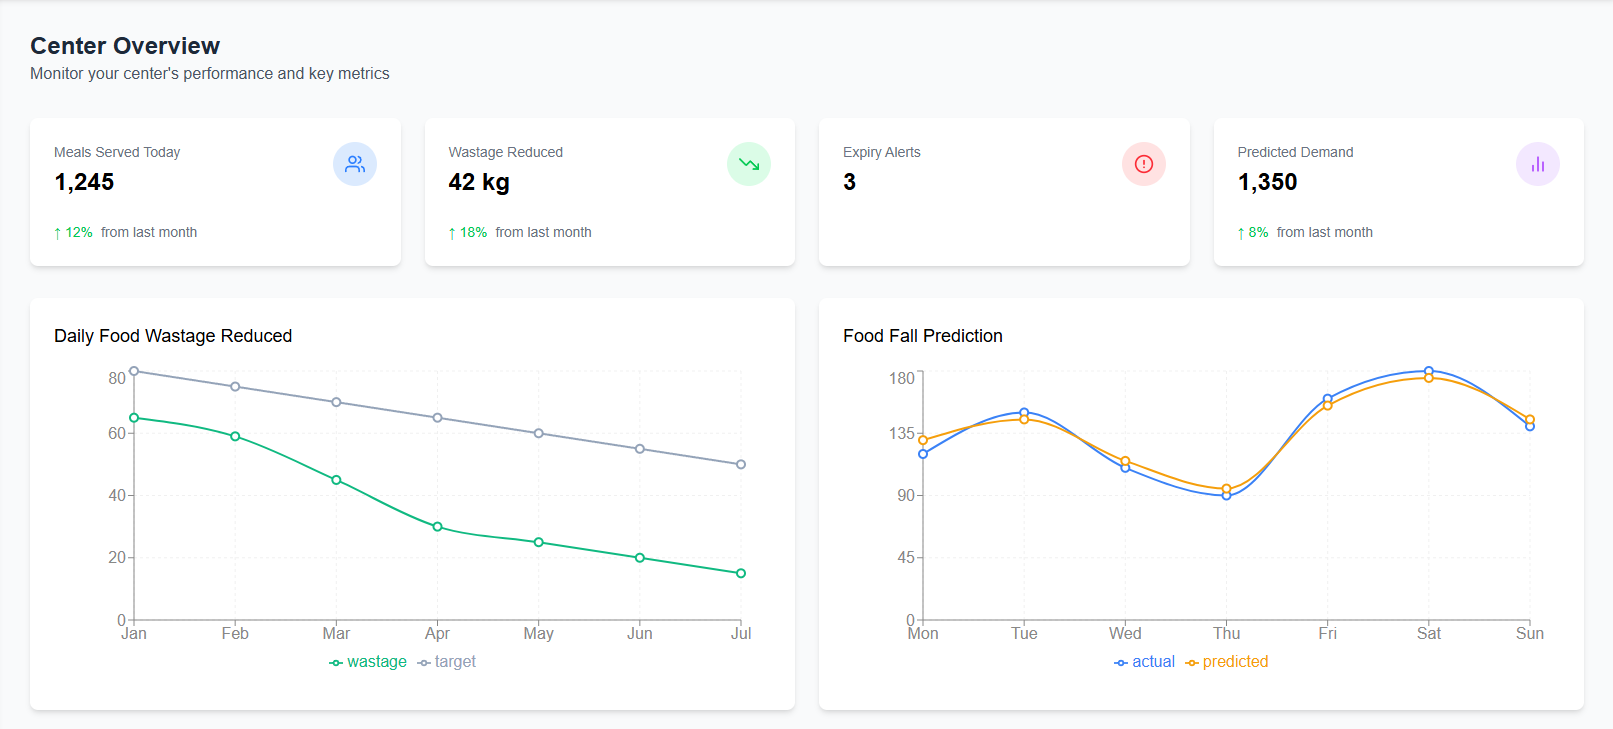 Center Overview
Monitor your center's performance and key metrics
Meals Served Today
1,245
↑ 12% from last month
Wastage Reduced
42 kg
↑ 18% from last month
Expiry Alerts
3
Predicted Demand
1,350
↑ 8% from last month
Daily Food Wastage Reduced
80
60
40
20
0
Jan Feb Mar Apr May Jun Jul
wastage target
Food Fall Prediction
180
135
90
45
0
Mon Tue Wed Thu Fri Sat Sun
actual predicted